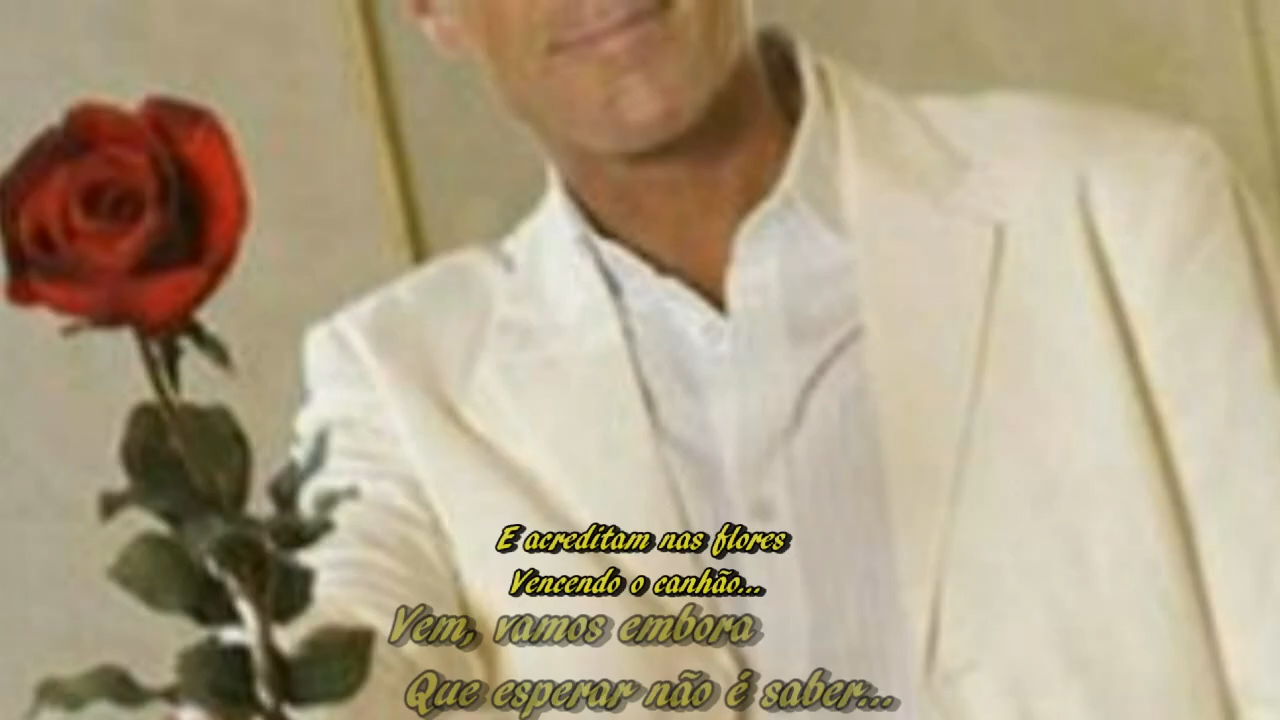 E acreditam nas flores
Vencendo o canhão...
Vem, vamos embora
Que esperar não é saber...